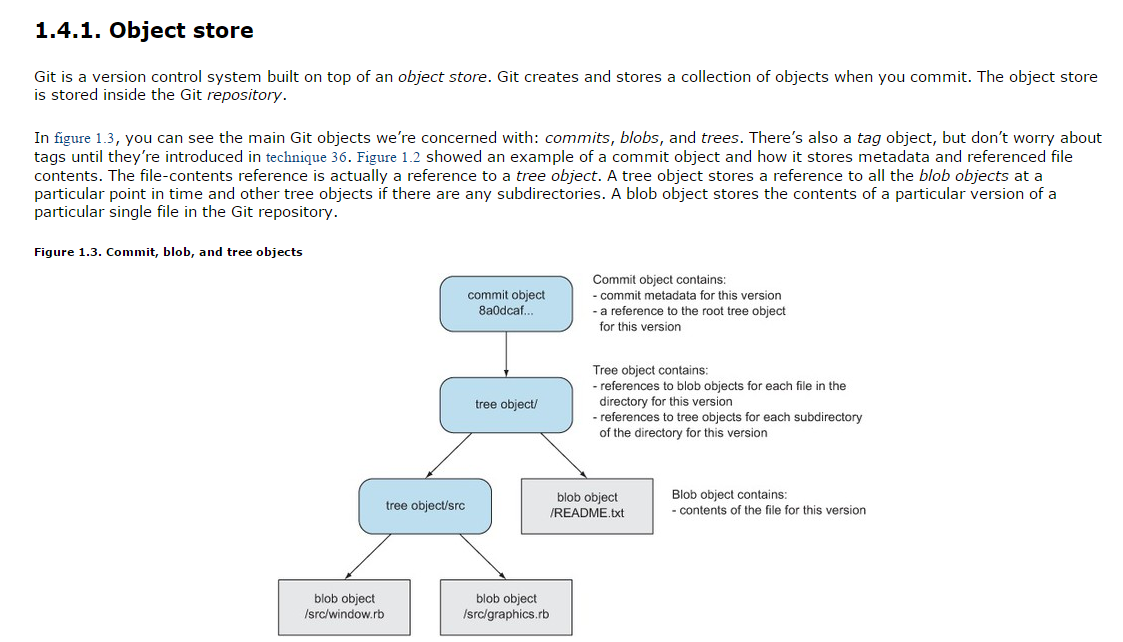 1.4.1. Object store
Git is a version control system built on top of an object store. Git creates and stores a collection of objects when you commit. The object store
is stored inside the Git repository.
In figure 1.3, you can see the main Git objects we're concerned with: commits, blobs, and trees. There's also a tag object, but don't worry about
tags until they're introduced in technique 36. Figure 1.2 showed an example of a commit object and how it stores metadata and referenced file
contents. The file-contents reference is actually a reference to a tree object. A tree object stores a reference to all the blob objects at a
particular point in time and other tree objects if there are any subdirectories. A blob object stores the contents of a particular version of a
particular single file in the Git repository.
Figure 1.3. Commit, blob, and tree objects
commit object
8a0dcaf...
Commit object contains:
- commit metadata for this version
- a reference to the root tree object
for this version
tree object/
Tree object contains:
- references to blob objects for each file in the
directory for this version
- references to tree objects for each subdirectory
of the directory for this version
tree object/src
blob object
/README.txt
Blob object contains:
- contents of the file for this version
blob object
/src/window.rb
blob object
/src/graphics.rb